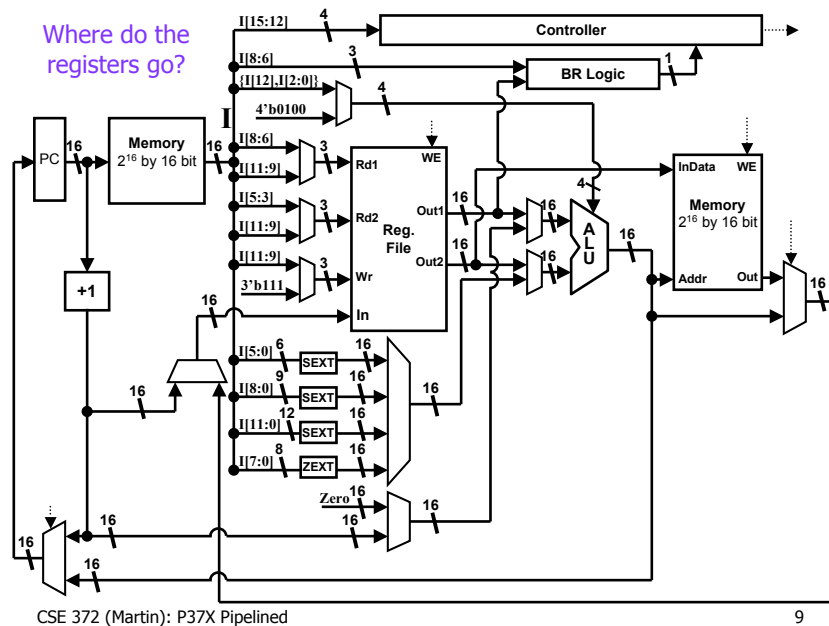 Where do the
registers go?
I[15:12]
4
Controller
I[8:6]
3
BR Logic
1
{I[12],I[2:0]}
4
4'b0100
I
PC
16
Memory
2^16 by 16 bit
16
I[8:6]
3
Rd1
WE
I[11:9]
I[5:3]
3
Rd2
Out1
16
I[11:9]
Reg.
File
I[11:9]
3
Wr
Out2
16
3'b111
16
In
16
16
4
ALU
16
InData
WE
Memory
2^16 by 16 bit
Addr
Out
16
+1
I[5:0]
6
SEXT
16
I[8:0]
9
SEXT
16
16
I[11:0]
12
SEXT
16
I[7:0]
8
ZEXT
16
16
Zero
16
16
16
16
16
16
16
CSE 372 (Martin): P37X Pipelined
9